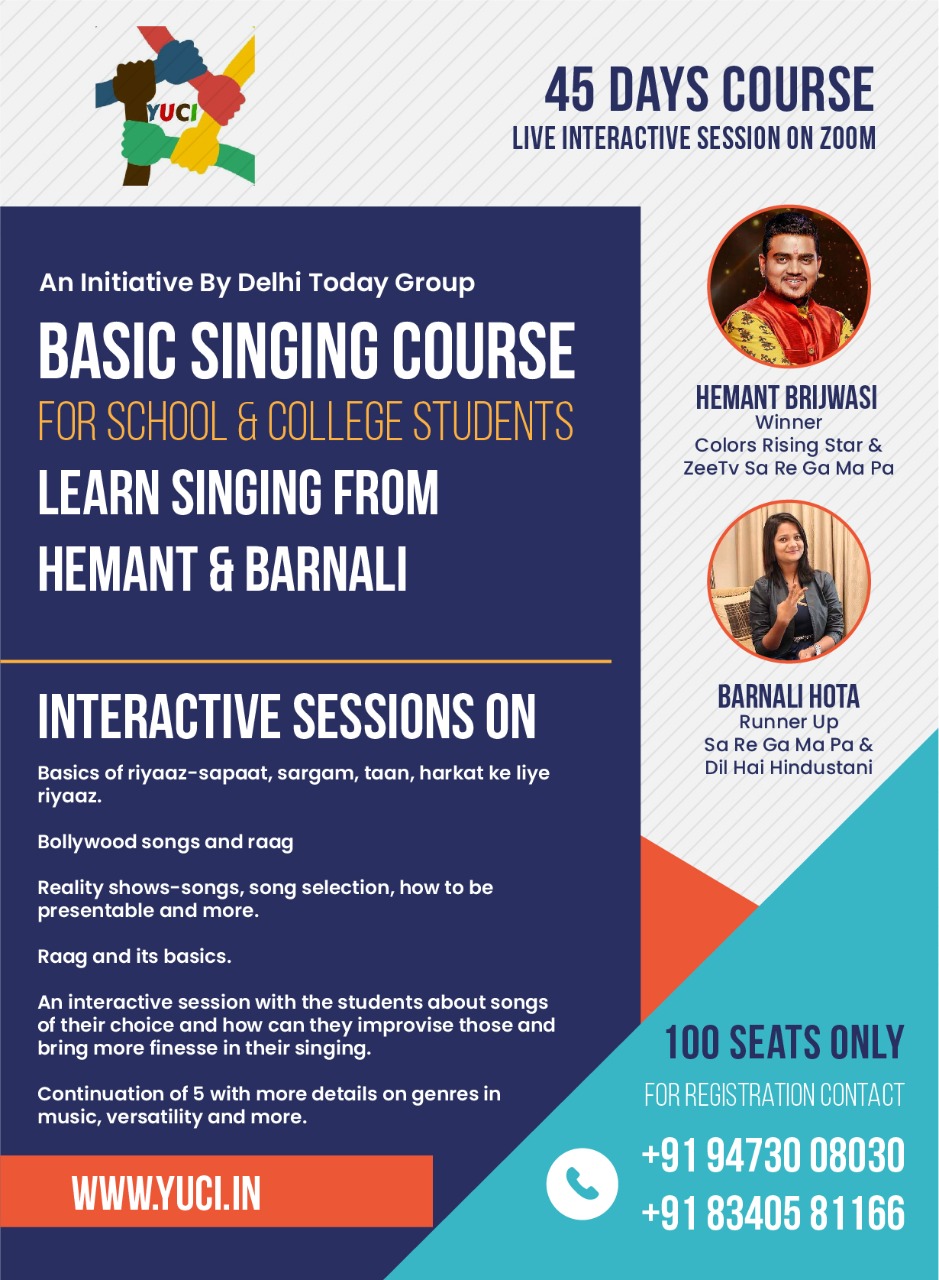 YUCI
45 DAYS COURSE
LIVE INTERACTIVE SESSION ON ZOOM
An Initiative By Delhi Today Group
BASIC SINGING COURSE
FOR SCHOOL & COLLEGE STUDENTS
LEARN SINGING FROM
HEMANT & BARNALI
HEMANT BRIJWASI
Winner
Colors Rising Star &
ZeeTv Sa Re Ga Ma Pa
BARNALI HOTA
Runner Up
Sa Re Ga Ma Pa &
Dil Hai Hindustani
INTERACTIVE SESSIONS ON
Basics of riyaaz-sapaat, sargam, taan, harkat ke liye
riyaaz.
Bollywood songs and raag
Reality shows-songs, song selection, how to be
presentable and more.
Raag and its basics.
An interactive session with the students about songs
of their choice and how can they improvise those and
bring more finesse in their singing.
Continuation of 5 with more details on genres in
music, versatility and more.
WWW.YUCI.IN
100 SEATS ONLY
FOR REGISTRATION CONTACT
+91 94730 08030
+91 83405 81166